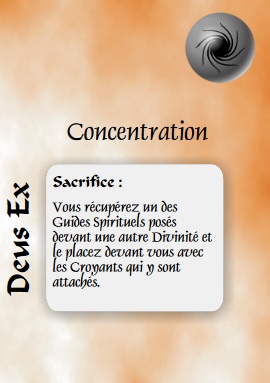 Concentration
Deus Ex
Sacrifice :
Vous récupérez un des
Guides Spirituels posés
devant une autre Divinité et
le placez devant vous avec
les Croyants qui y sont
attachés.